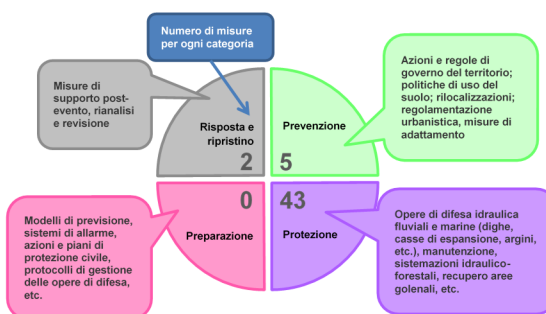 Numero di misure
per ogni categoria
Misure di
supporto post-
evento, rianalisi
e revisione
Azioni e regole di
governo del territorio;
politiche di uso del
suolo; rilocalizzazioni;
regolamentazione
urbanistica, misure di
adattamento
Risposta e
ripristino
2
Prevenzione
5
0
Preparazione
43
Protezione
Modelli di previsione,
sistemi di allarme,
azioni e piani di
protezione civile,
protocolli di gestione
delle opere di difesa,
etc.
Opere di difesa idraulica
fluviali e marine (dighe,
casse di espansione, argini,
etc.), manutenzione,
sistemazioni idraulico-
forestali, recupero aree
golenali, etc.